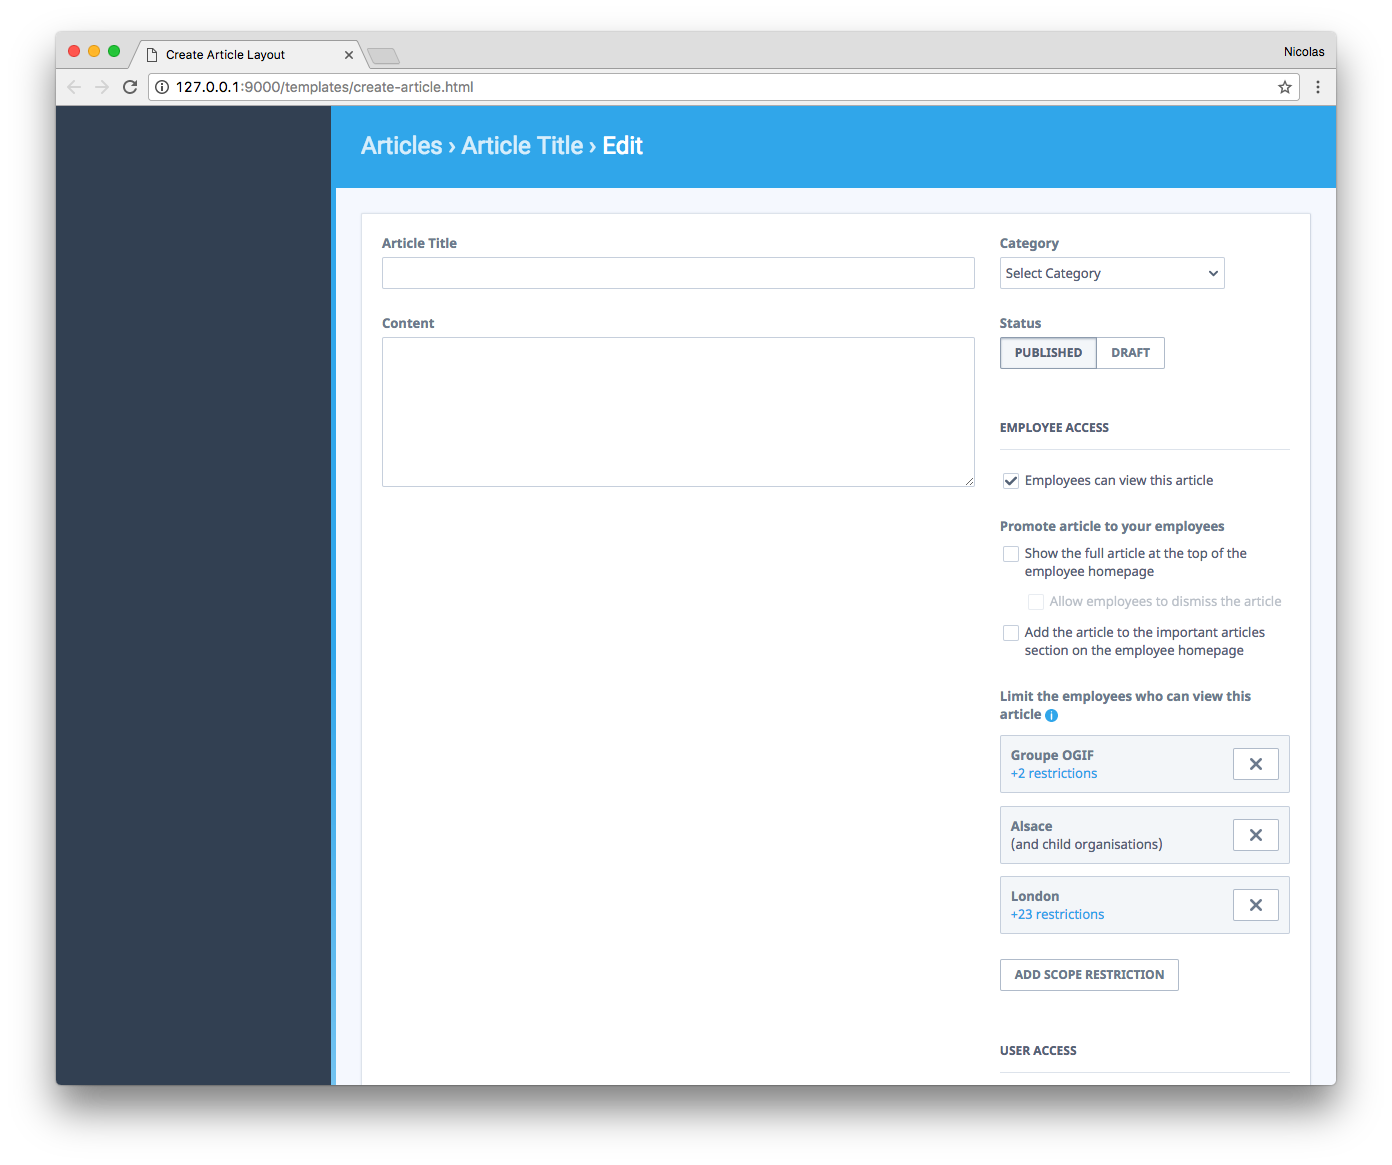 Create Article Layout
Nicolas
127.0.0.1:9000/templates/create-article.html
Articles › Article Title › Edit
Article Title
Category
Select Category
Content
Status
PUBLISHED
DRAFT
EMPLOYEE ACCESS
Employees can view this article
Promote article to your employees
Show the full article at the top of the
employee homepage
Allow employees to dismiss the article
Add the article to the important articles
section on the employee homepage
Limit the employees who can view this
article
Groupe OGIF
+2 restrictions
Alsace
(and child organisations)
London
+23 restrictions
ADD SCOPE RESTRICTION
USER ACCESS